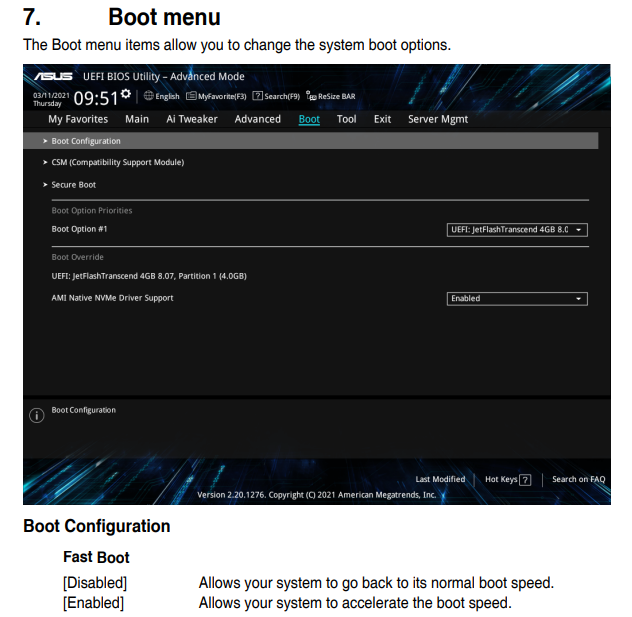 7. Boot menu
The Boot menu items allow you to change the system boot options.
ASUS UEFI BIOS Utility – Advanced Mode
03/11/2021
Thursday
09:51
English MyFavorite(F3) ? Search(F9) ReSize BAR
My Favorites Main Ai Tweaker Advanced Boot Tool Exit Server Mgmt
> Boot Configuration
> CSM (Compatibility Support Module)
> Secure Boot
Boot Option Priorities
Boot Option #1 UEFI: JetFlashTranscend 4GB 8.0
Boot Override
UEFI: JetFlashTranscend 4GB 8.07, Partition 1 (4.0GB)
AMI Native NVMe Driver Support Enabled
i Boot Configuration
Last Modified Hot Keys ? Search on FAQ
Version 2.20.1276. Copyright (C) 2021 American Megatrends, Inc.
Boot Configuration
Fast Boot
[Disabled] Allows your system to go back to its normal boot speed.
[Enabled] Allows your system to accelerate the boot speed.